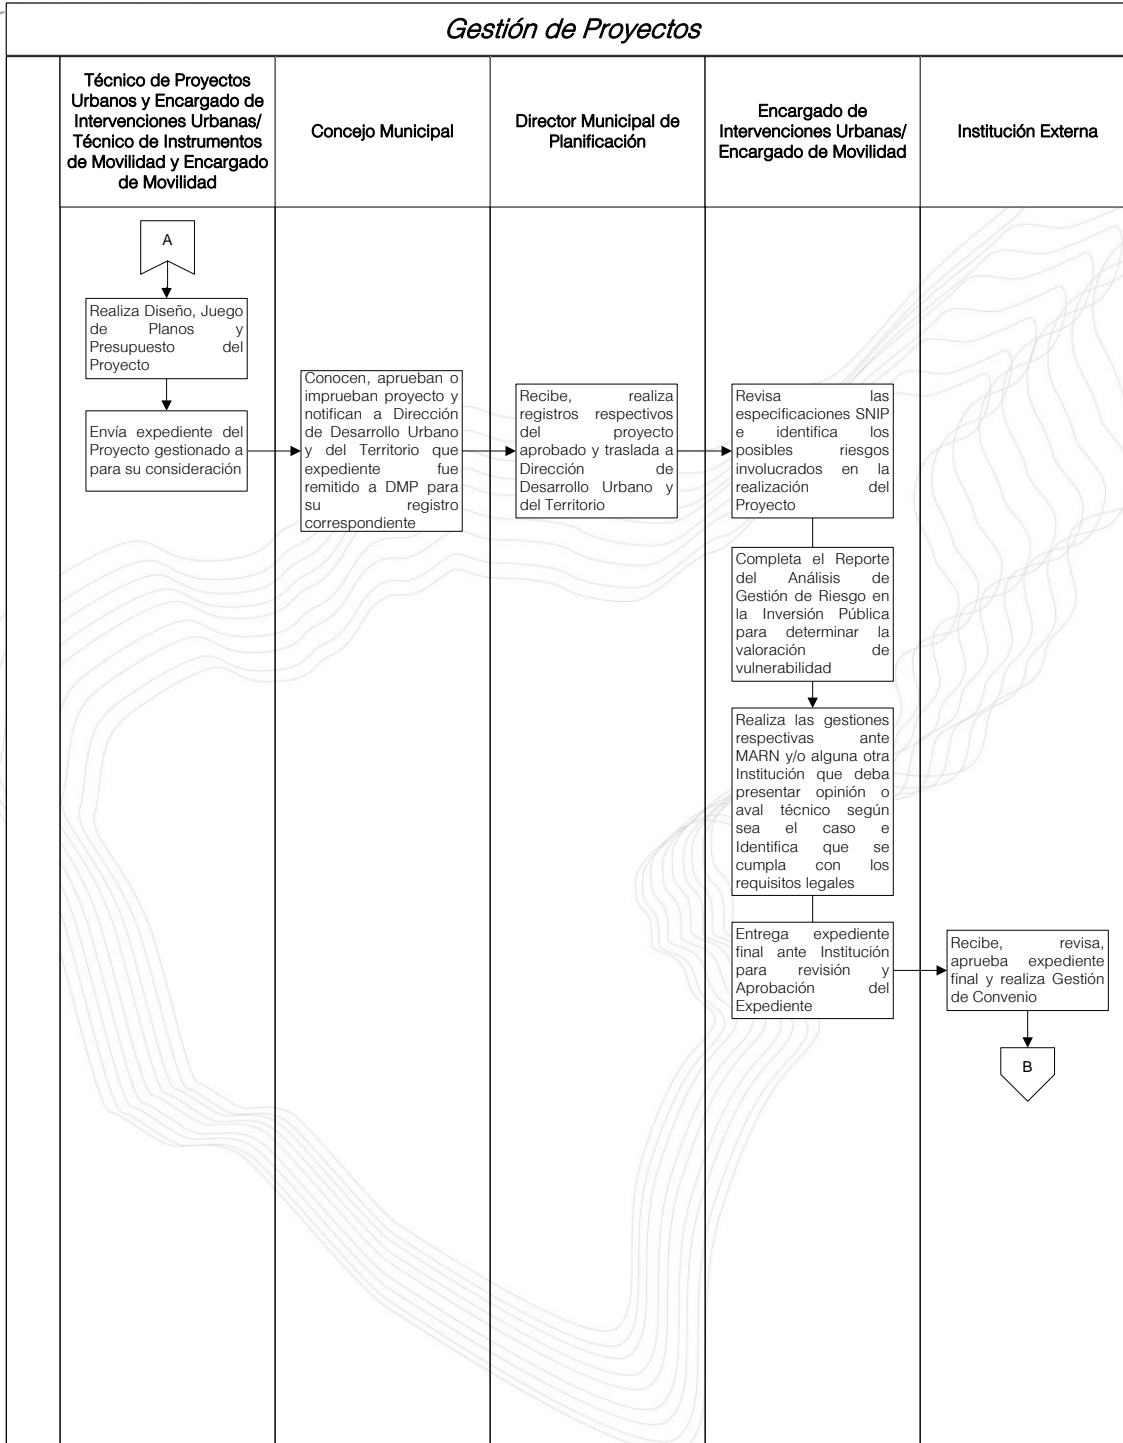 Gestión de Proyectos
Técnico de Proyectos
Urbanos y Encargado de
Intervenciones Urbanas/
Técnico de Instrumentos
de Movilidad y Encargado
de Movilidad
Concejo Municipal
Director Municipal de
Planificación
Encargado de
Intervenciones Urbanas/
Encargado de Movilidad
Institución Externa
A
Realiza Diseño, Juego
de Planos y
Presupuesto del
Proyecto
Envía expediente del
Proyecto gestionado a
para su consideración
Conocen, aprueban o
imprueban proyecto y
notifican a Dirección
de Desarrollo Urbano
y del Territorio que
expediente fue
remitido a DMP para
su registro
correspondiente
Recibe, realiza
registros respectivos
del proyecto
aprobado y traslada a
Dirección de
Desarrollo Urbano y
del Territorio
Revisa las
especificaciones SNIP
e identifica los
posibles riesgos
involucrados en la
realización del
Proyecto
Completa el Reporte
del Análisis de
Gestión de Riesgo en
la Inversión Pública
para determinar la
valoración de
vulnerabilidad
Realiza las gestiones
respectivas ante
MARN y/o alguna otra
Institución que deba
presentar opinión o
aval técnico según
sea el caso e
Identifica que se
cumpla con los
requisitos legales
Entrega expediente
final ante Institución
para revisión y
Aprobación del
Expediente
Recibe, revisa,
aprueba expediente
final y realiza Gestión
de Convenio
B